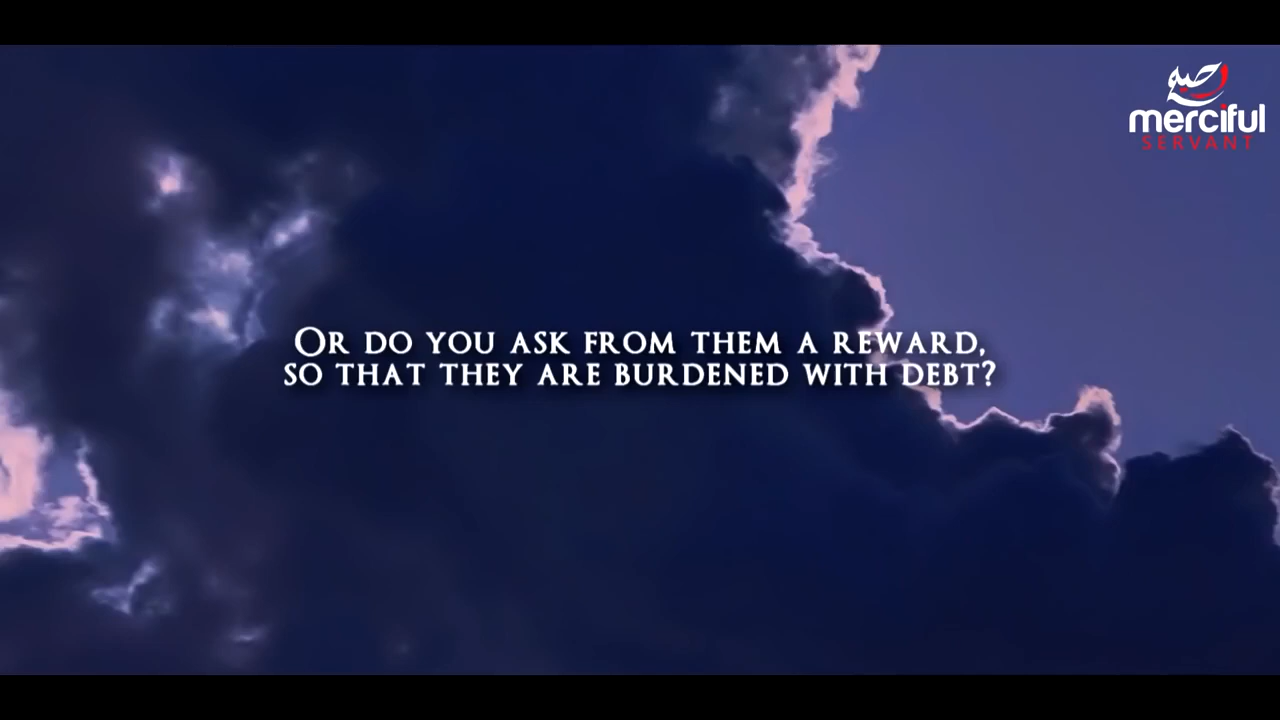 merciful
SERVANT
OR DO YOU ASK FROM THEM A REWARD,
SO THAT THEY ARE BURDENED WITH DEBT?